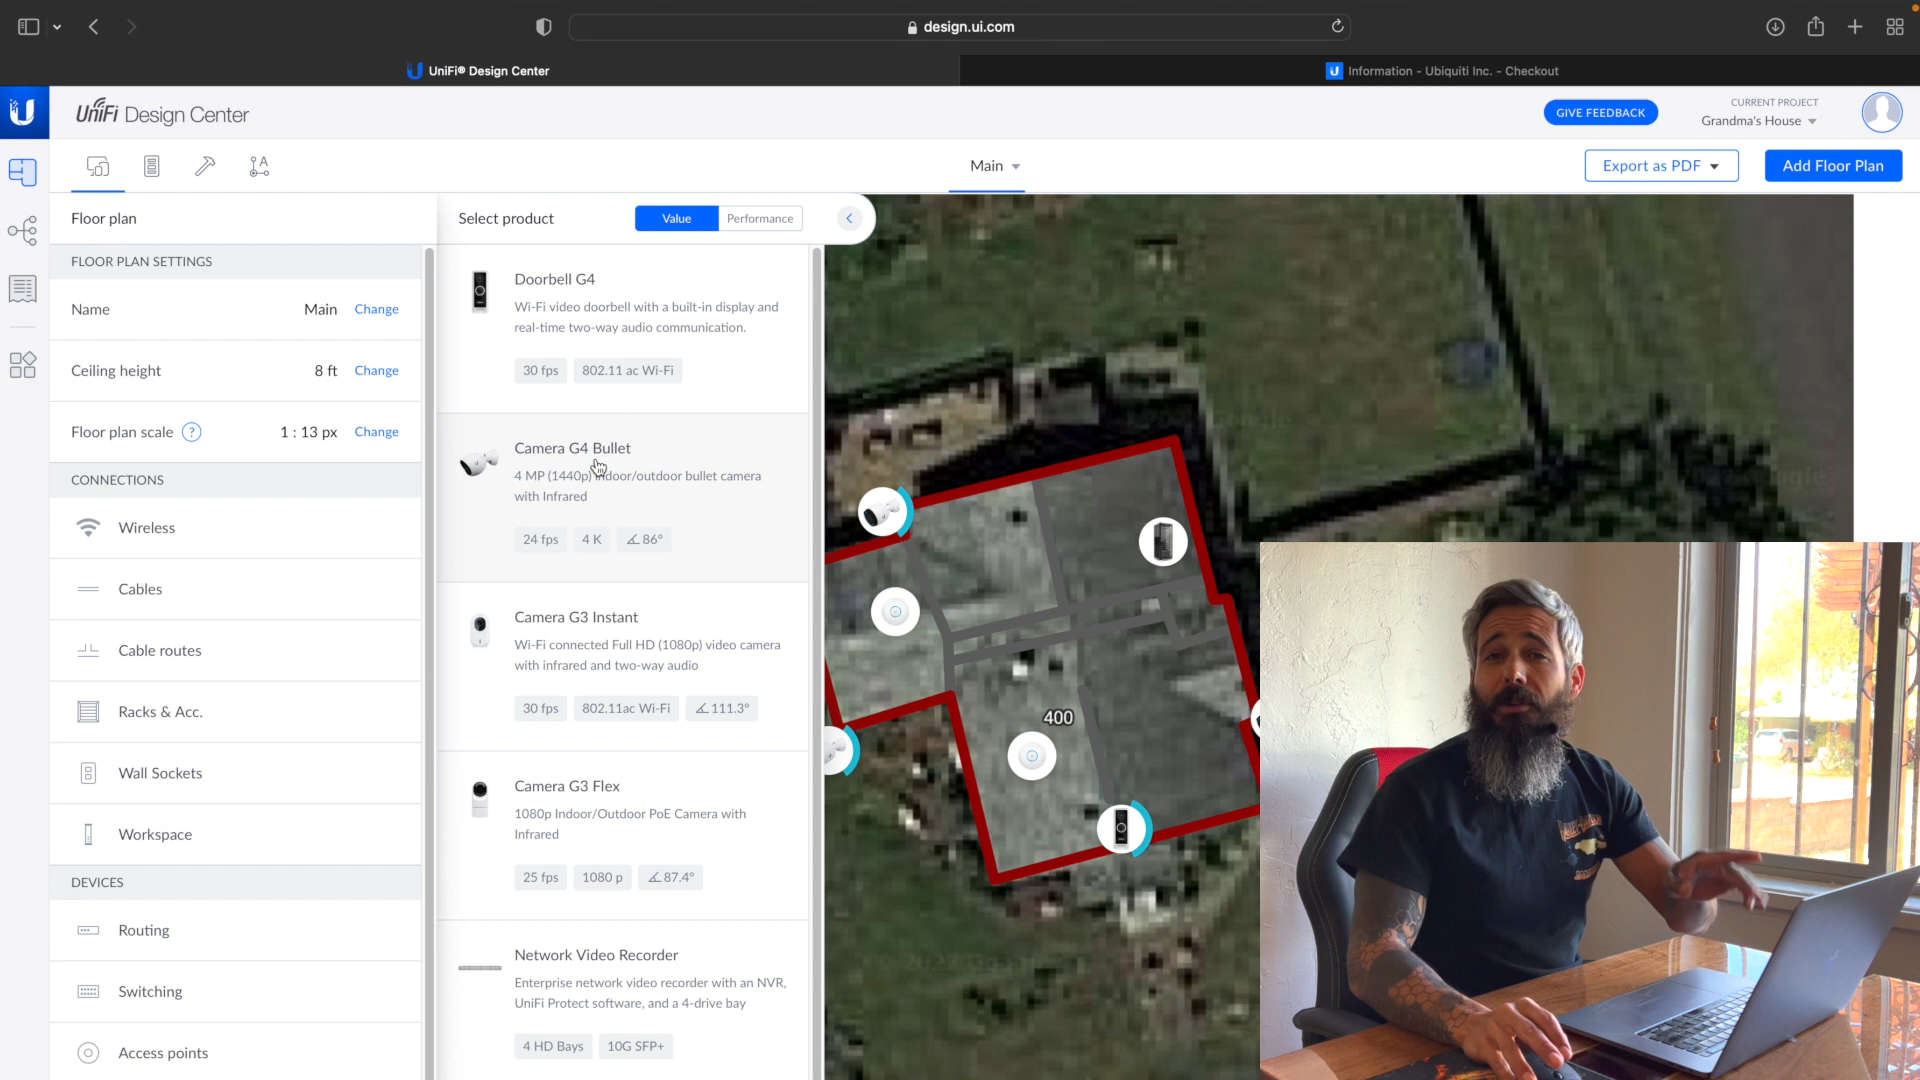 design.ui.com
UniFi® Design Center
Information - Ubiquiti Inc. - Checkout
UniFi Design Center
GIVE FEEDBACK
CURRENT PROJECT
Grandma's House
Main
Export as PDF
Add Floor Plan
Floor plan
Select product
Value
Performance
FLOOR PLAN SETTINGS
Name
Main
Change
Ceiling height
8 ft
Change
Floor plan scale
?
1 : 13 px
Change
CONNECTIONS
Wireless
Cables
Cable routes
Racks & Acc.
Wall Sockets
Workspace
DEVICES
Routing
Switching
Access points
Doorbell G4
Wi-Fi video doorbell with a built-in display and
real-time two-way audio communication.
30 fps
802.11 ac Wi-Fi
Camera G4 Bullet
4 MP (1440p) indoor/outdoor bullet camera
with Infrared
24 fps
4 K
86°
Camera G3 Instant
Wi-Fi connected Full HD (1080p) video camera
with infrared and two-way audio
30 fps
802.11ac Wi-Fi
111.3°
Camera G3 Flex
1080p Indoor/Outdoor PoE Camera with
Infrared
25 fps
1080 p
87.4°
Network Video Recorder
Enterprise network video recorder with an NVR,
UniFi Protect software, and a 4-drive bay
4 HD Bays
10G SFP+
400